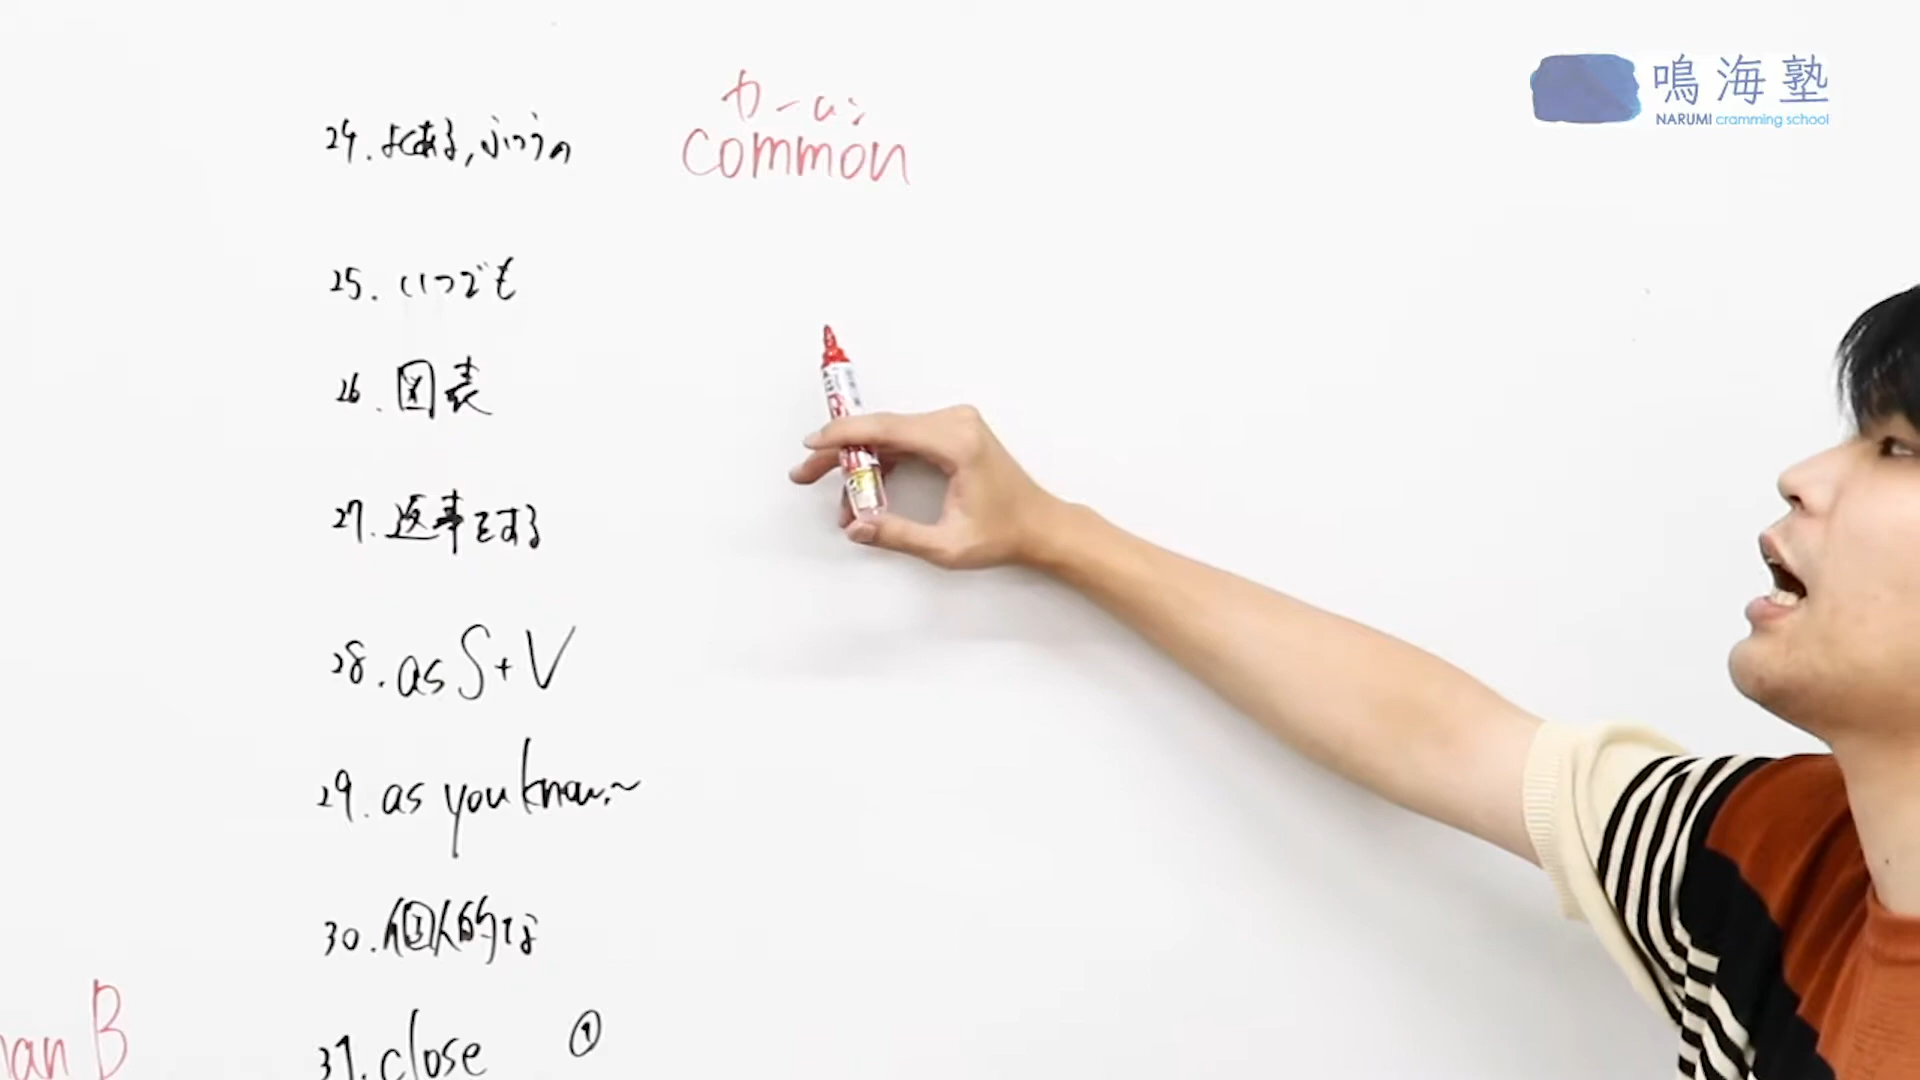 鳴海塾
NARUMI cramming school
カームン
24. よくある, ふつうの common
25. いつでも
26. 図表
27. 返事をする
28. as S+V
29. as you know, ~
30. 個人的な
31. close ①
an B